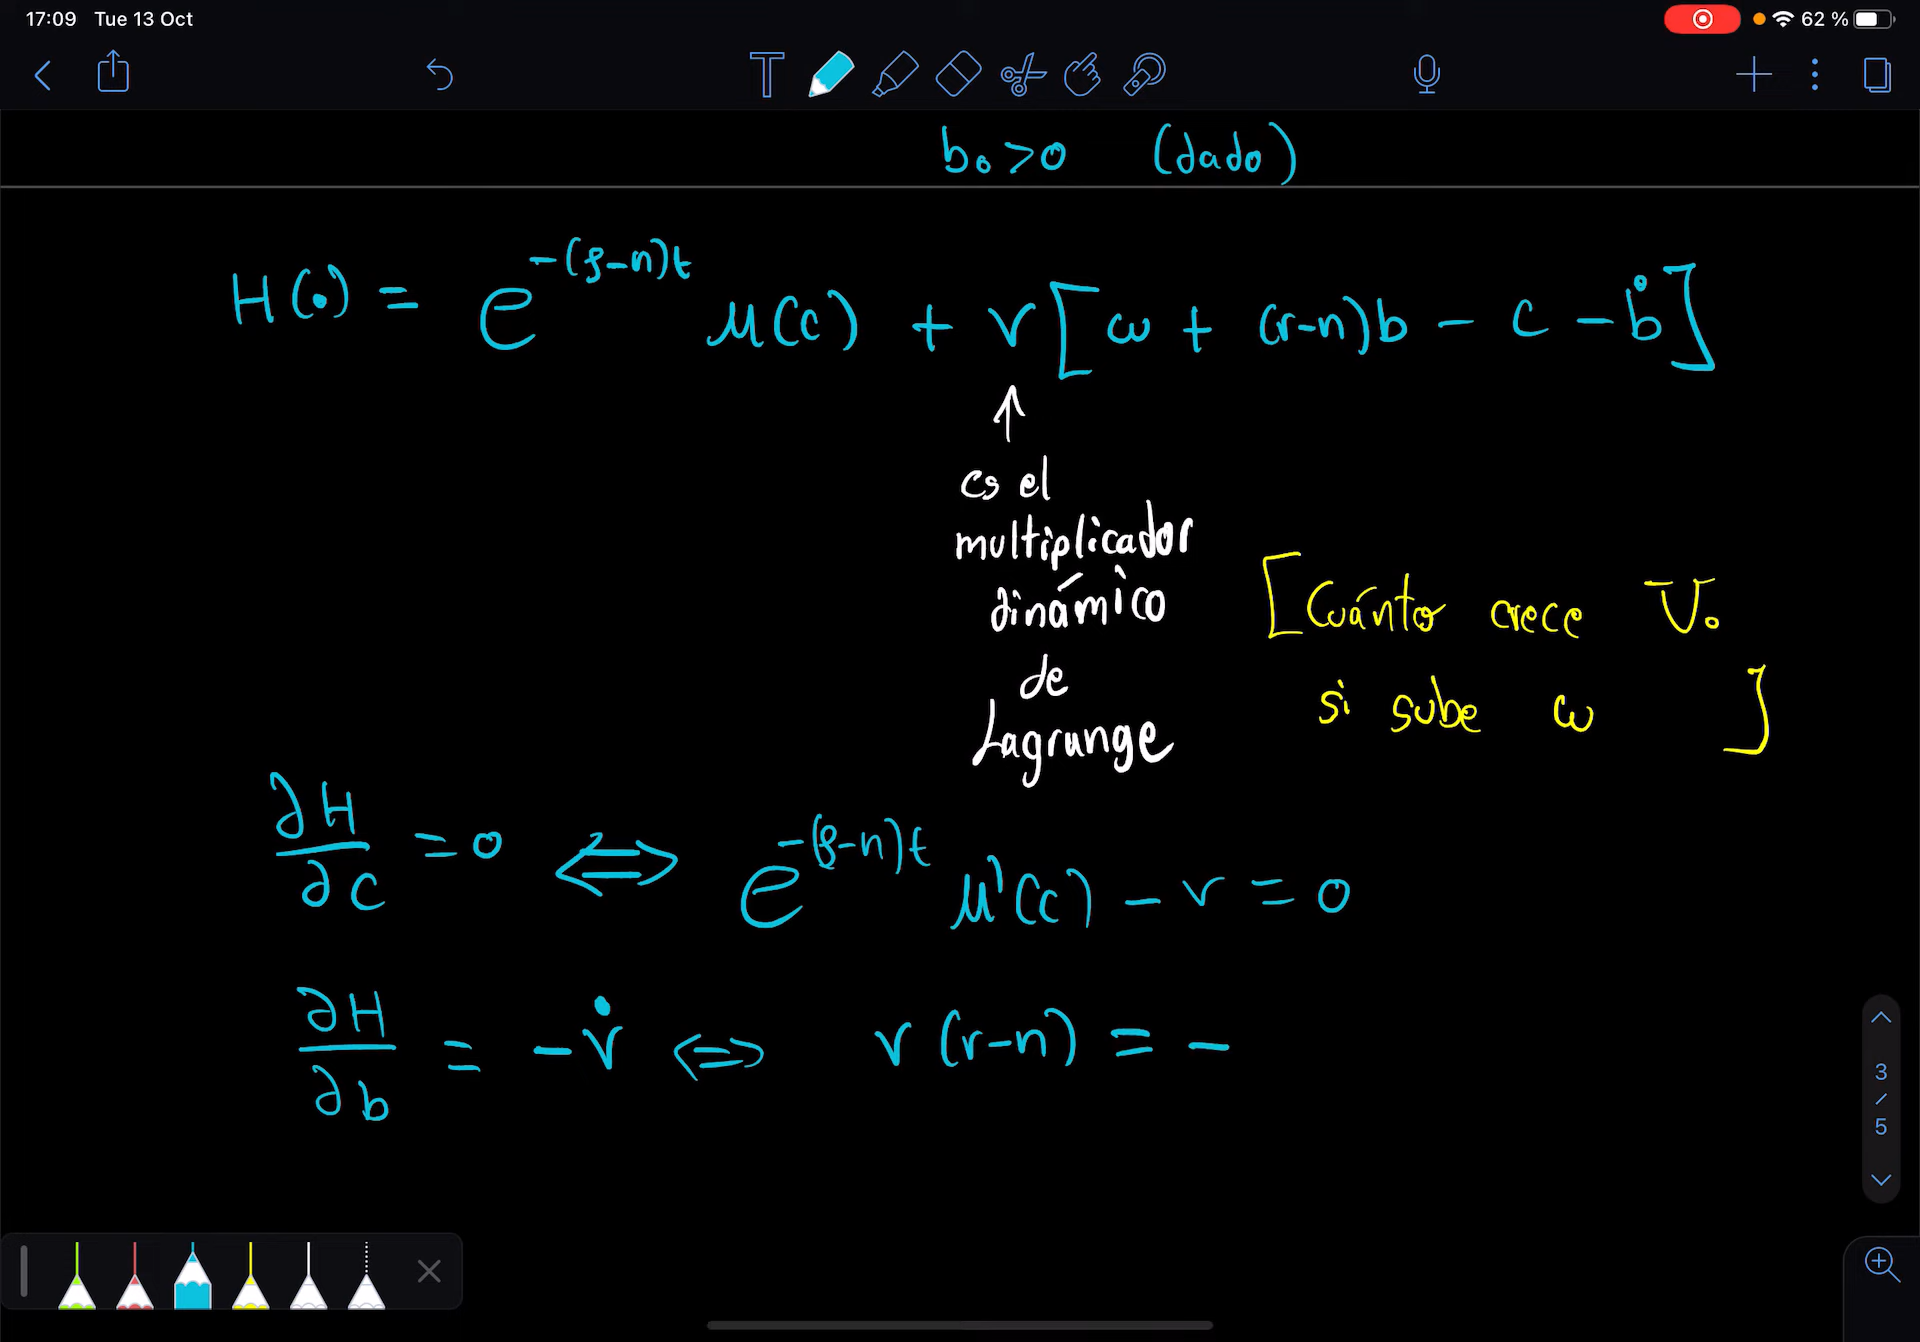 17:09 Tue 13 Oct 62 %
T
b₀ > 0 (dado)
H(•) = e^{-(ρ-n)t} u(c) + v[ω + (r-n)b - c - ḃ]
↑
es el
multiplicador
dinámico
de
Lagrange
[Cuánto crece U₀
si sube ω ]
∂H/∂c = 0 ⟺ e^{-(ρ-n)t} u'(c) - v = 0
∂H/∂b = -v̇ ⟺ v(r-n) = -
3
/
5